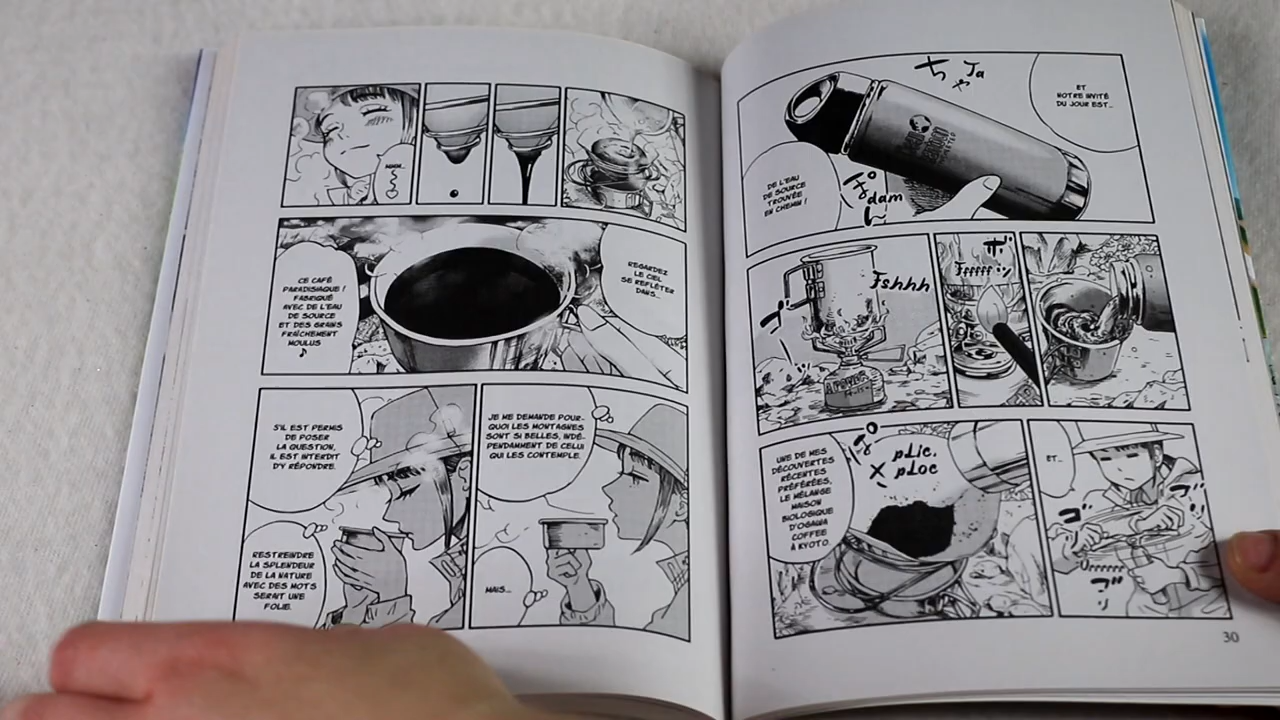 ET
NOTRE INVITÉ
DU JOUR EST...
ちゃ
Ja
DE L'EAU
DE SOURCE
TROUVÉE
EN CHEMIN !
dam
Fffff
Fshhh
ET...
Urrrrrr
plic.
ploc
UNE DE MES
DÉCOUVERTES
RÉCENTES
PRÉFÉRÉES,
LE MÉLANGE
MAISON
BIOLOGIQUE
D'OGAWA
COFFEE
À KYOTO.
30
MMM...
REGARDEZ
LE CIEL
SE REFLÉTER
DANS...
CE CAFÉ
PARADISIAQUE !
FABRIQUÉ
AVEC DE L'EAU
DE SOURCE
ET DES GRAINS
FRAÎCHEMENT
MOULUS
♪
JE ME DEMANDE POUR-
QUOI LES MONTAGNES
SONT SI BELLES, INDÉ-
PENDAMMENT DE CELUI
QUI LES CONTEMPLE.
MAIS...
S'IL EST PERMIS
DE POSER
LA QUESTION,
IL EST INTERDIT
D'Y RÉPONDRE.
RESTREINDRE
LA SPLENDEUR
DE LA NATURE
AVEC DES MOTS
SERAIT UNE
FOLIE.